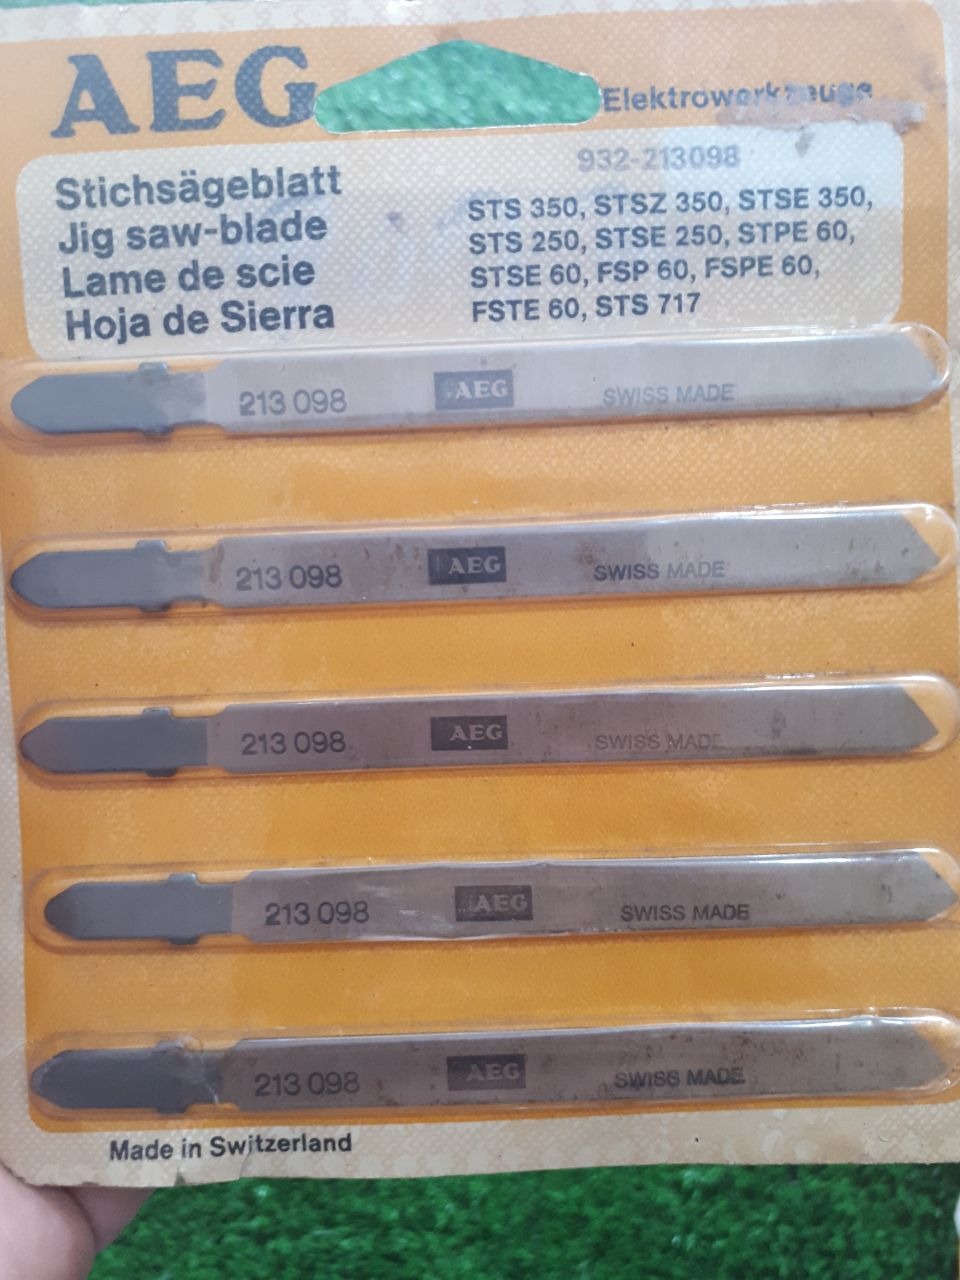 AEG
Elektrowerkzeuge
Stichsägeblatt
Jig saw-blade
Lame de scie
Hoja de Sierra
932-213098
STS 350, STSZ 350, STSE 350,
STS 250, STSE 250, STPE 60,
STSE 60, FSP 60, FSPE 60,
FSTE 60, STS 717
213 098 AEG SWISS MADE
213 098 AEG SWISS MADE
213 098 AEG SWISS MADE
213 098 AEG SWISS MADE
213 098 AEG SWISS MADE
Made in Switzerland